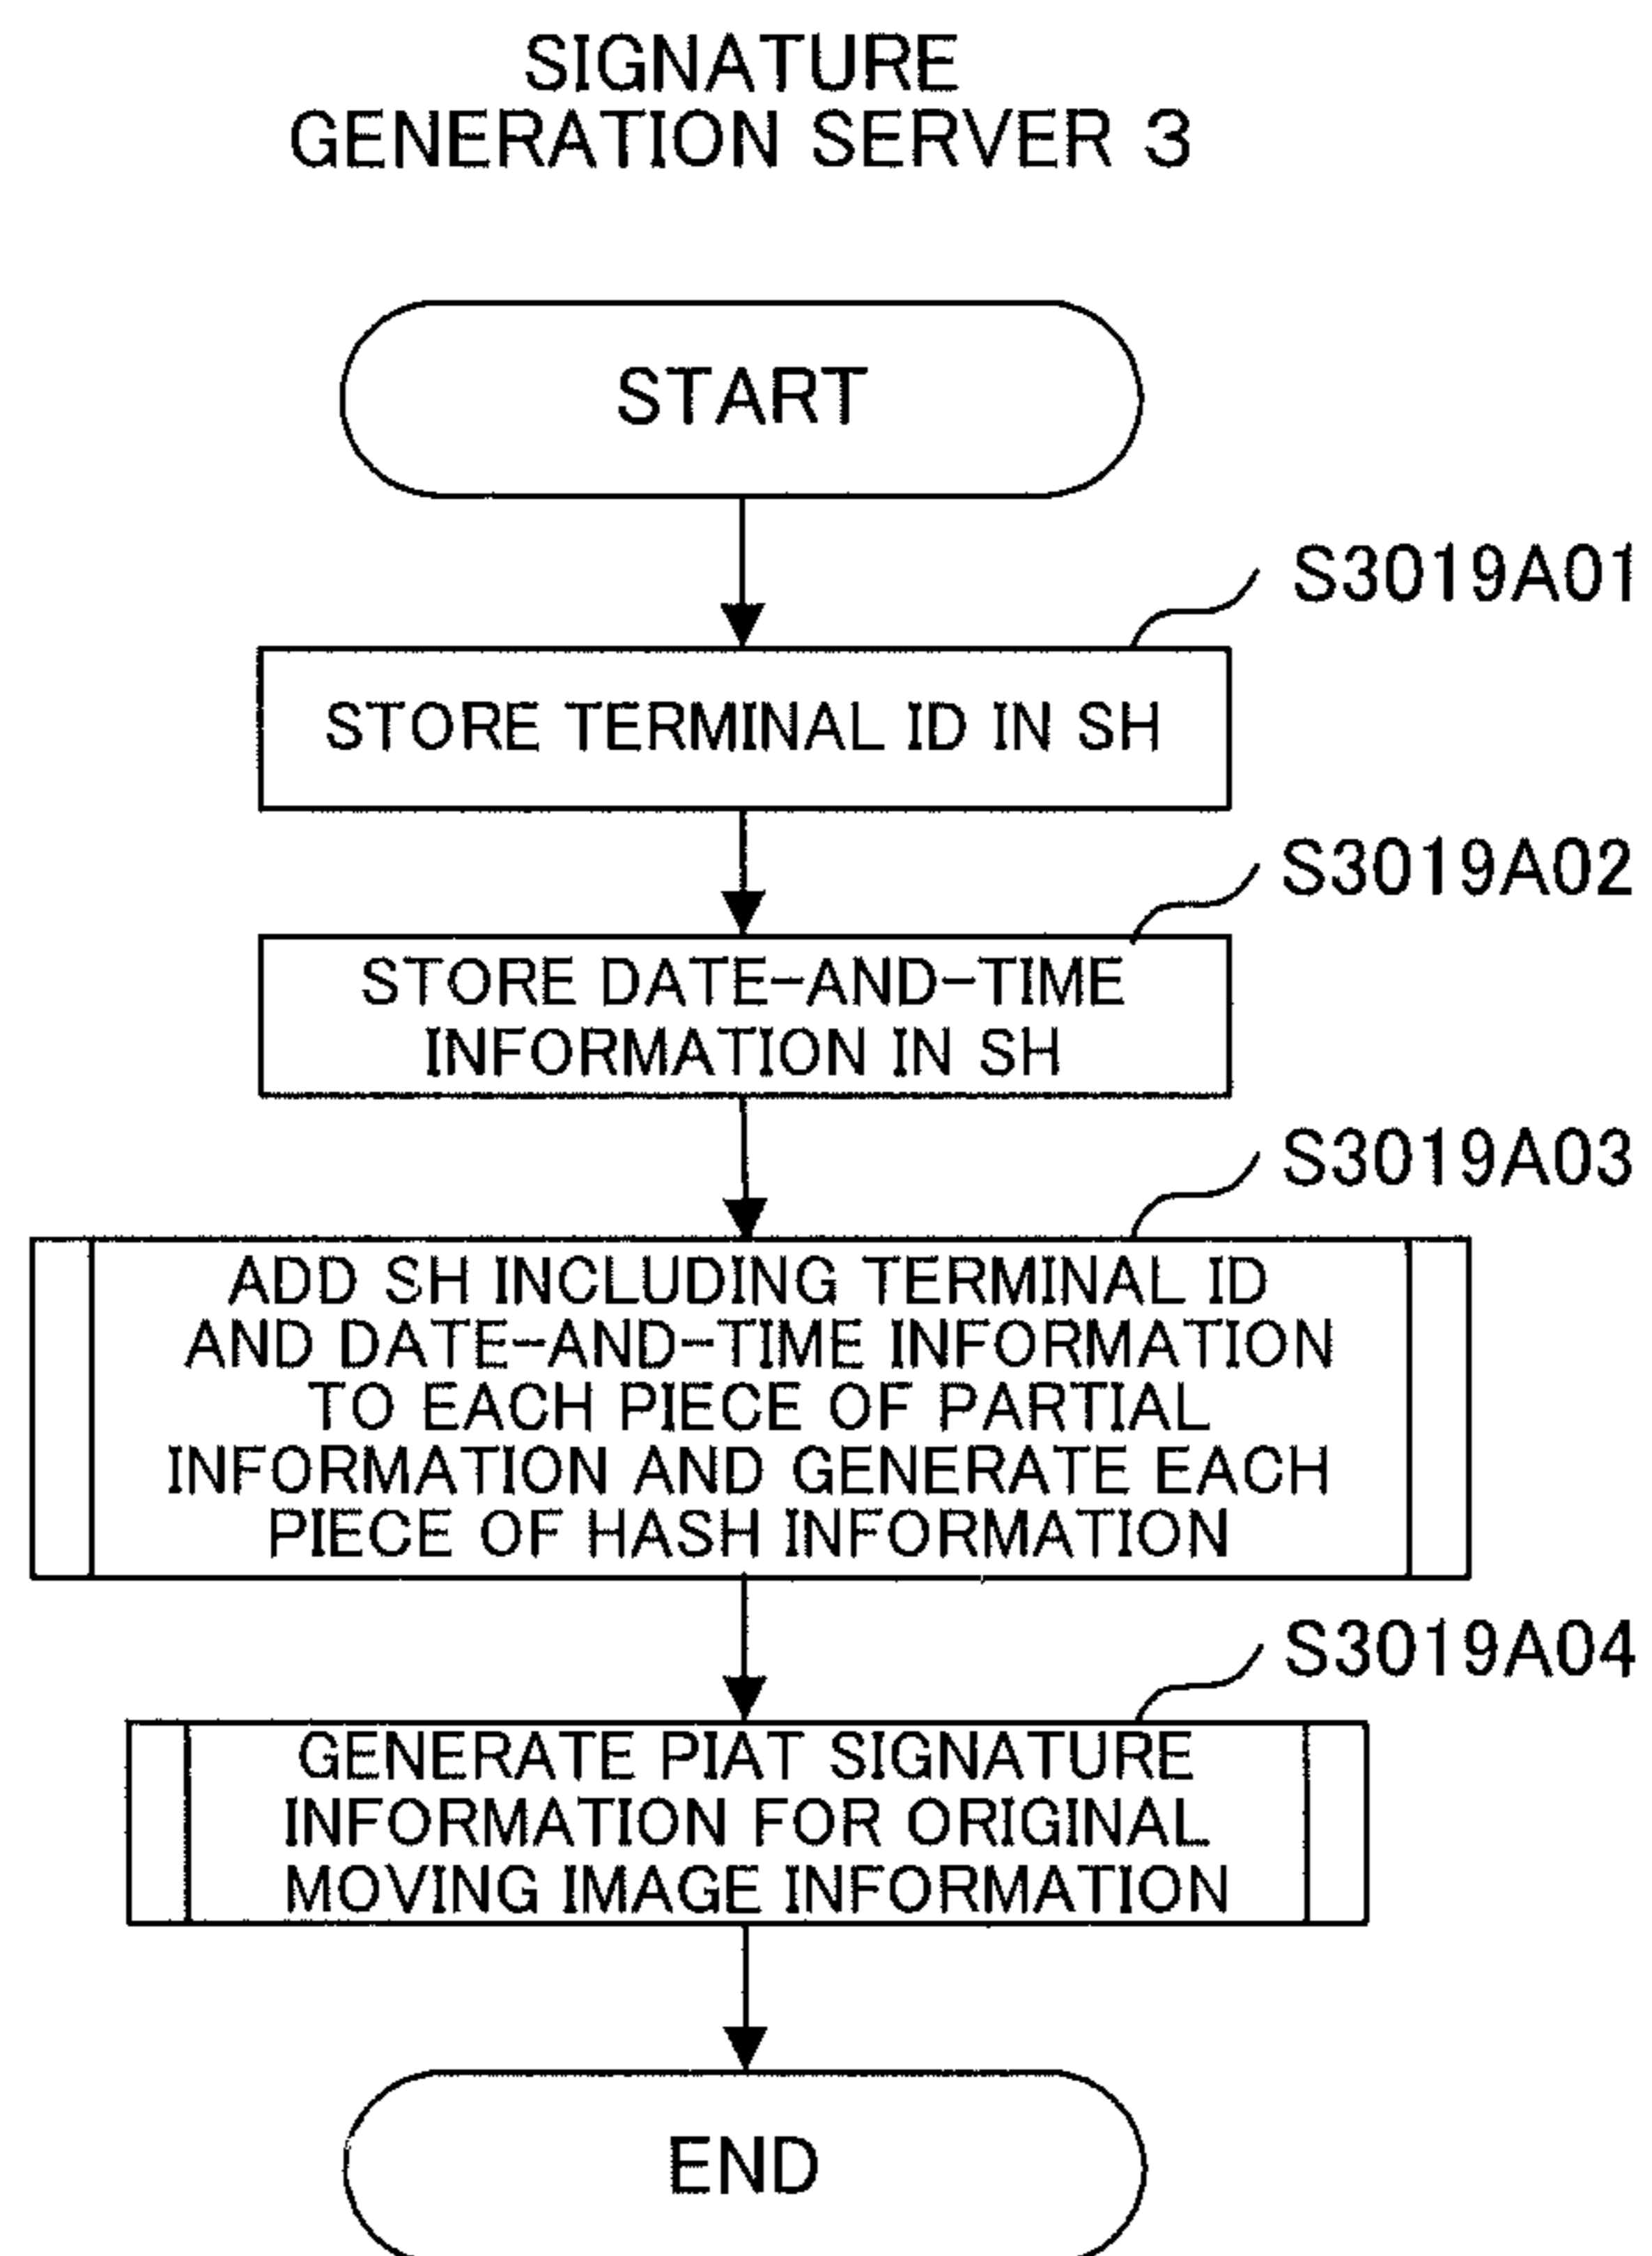 SIGNATURE
GENERATION SERVER 3
START
S3019A01
STORE TERMINAL ID IN SH
S3019A02
STORE DATE-AND-TIME
INFORMATION IN SH
S3019A03
ADD SH INCLUDING TERMINAL ID
AND DATE-AND-TIME INFORMATION
TO EACH PIECE OF PARTIAL
INFORMATION AND GENERATE EACH
PIECE OF HASH INFORMATION
S3019A04
GENERATE PIAT SIGNATURE
INFORMATION FOR ORIGINAL
MOVING IMAGE INFORMATION
END